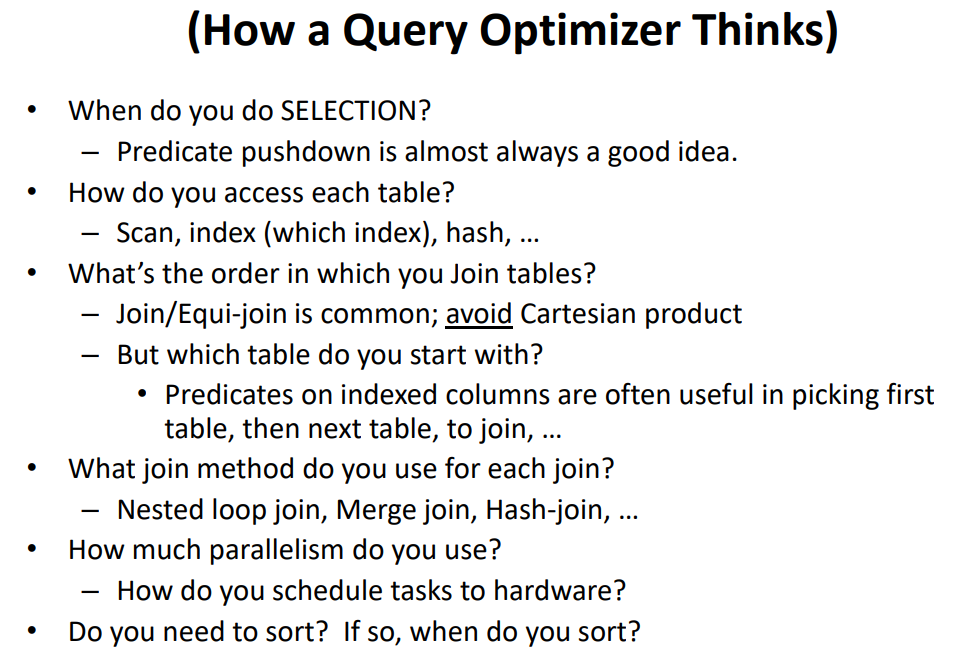 (How a Query Optimizer Thinks)
• When do you do SELECTION?
– Predicate pushdown is almost always a good idea.
• How do you access each table?
– Scan, index (which index), hash, …
• What’s the order in which you Join tables?
– Join/Equi-join is common; avoid Cartesian product
– But which table do you start with?
• Predicates on indexed columns are often useful in picking first
table, then next table, to join, …
• What join method do you use for each join?
– Nested loop join, Merge join, Hash-join, …
• How much parallelism do you use?
– How do you schedule tasks to hardware?
• Do you need to sort?  If so, when do you sort?